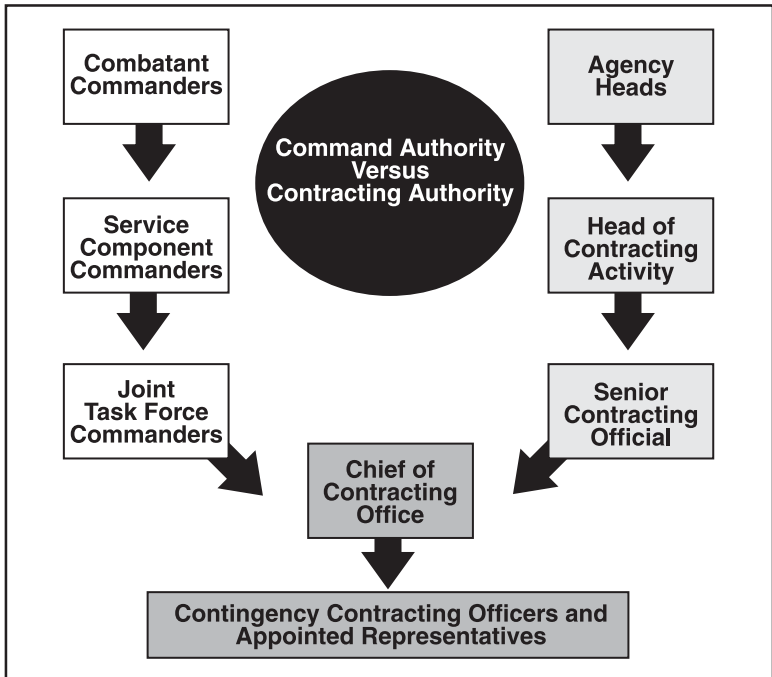 Combatant
Commanders
Command Authority
Versus
Contracting Authority
Agency
Heads
Service
Component
Commanders
Head of
Contracting
Activity
Joint
Task Force
Commanders
Senior
Contracting
Official
Chief of
Contracting
Office
Contingency Contracting Officers and
Appointed Representatives